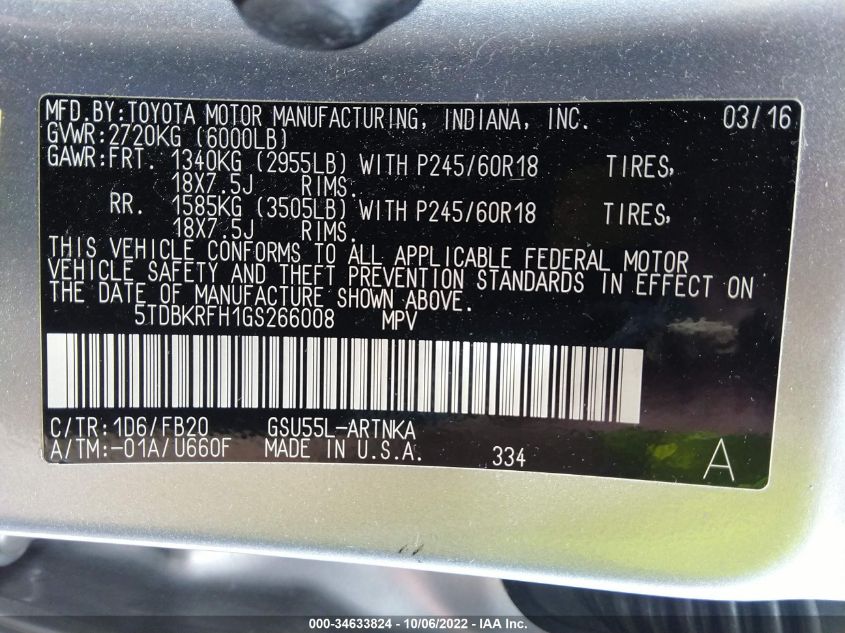 MFD.BY:TOYOTA MOTOR MANUFACTURING, INDIANA, INC. 03/16
GVWR:2720KG (6000LB)
GAWR:FRT. 1340KG (2955LB) WITH P245/60R18 TIRES,
18X7.5J RIMS.
RR. 1585KG (3505LB) WITH P245/60R18 TIRES,
18X7.5J RIMS.
THIS VEHICLE CONFORMS TO ALL APPLICABLE FEDERAL MOTOR
VEHICLE SAFETY AND THEFT PREVENTION STANDARDS IN EFFECT ON
THE DATE OF MANUFACTURE SHOWN ABOVE.
5TDBKRFH1GS266008 MPV
C/TR:1D6/FB20 GSU55L-ARTNKA
A/TM:-01A/U660F MADE IN U.S.A. 334 A
000-34633824 - 10/06/2022 - IAA Inc.